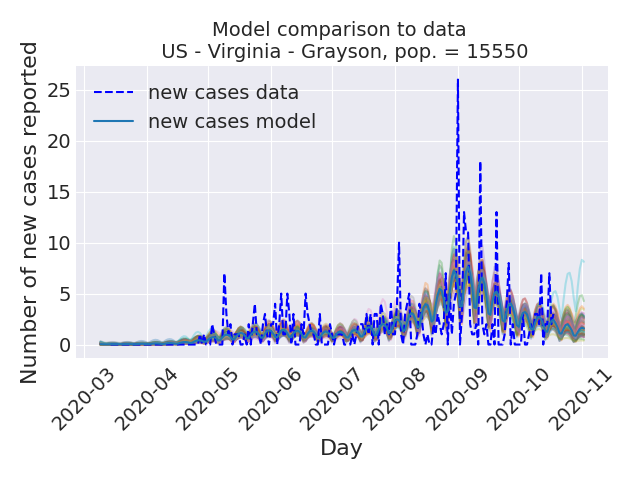 Model comparison to data
US - Virginia - Grayson, pop. = 15550
Number of new cases reported
25
20
15
10
5
0
new cases data
new cases model
2020-03
2020-04
2020-05
2020-06
2020-07
2020-08
2020-09
2020-10
2020-11
Day